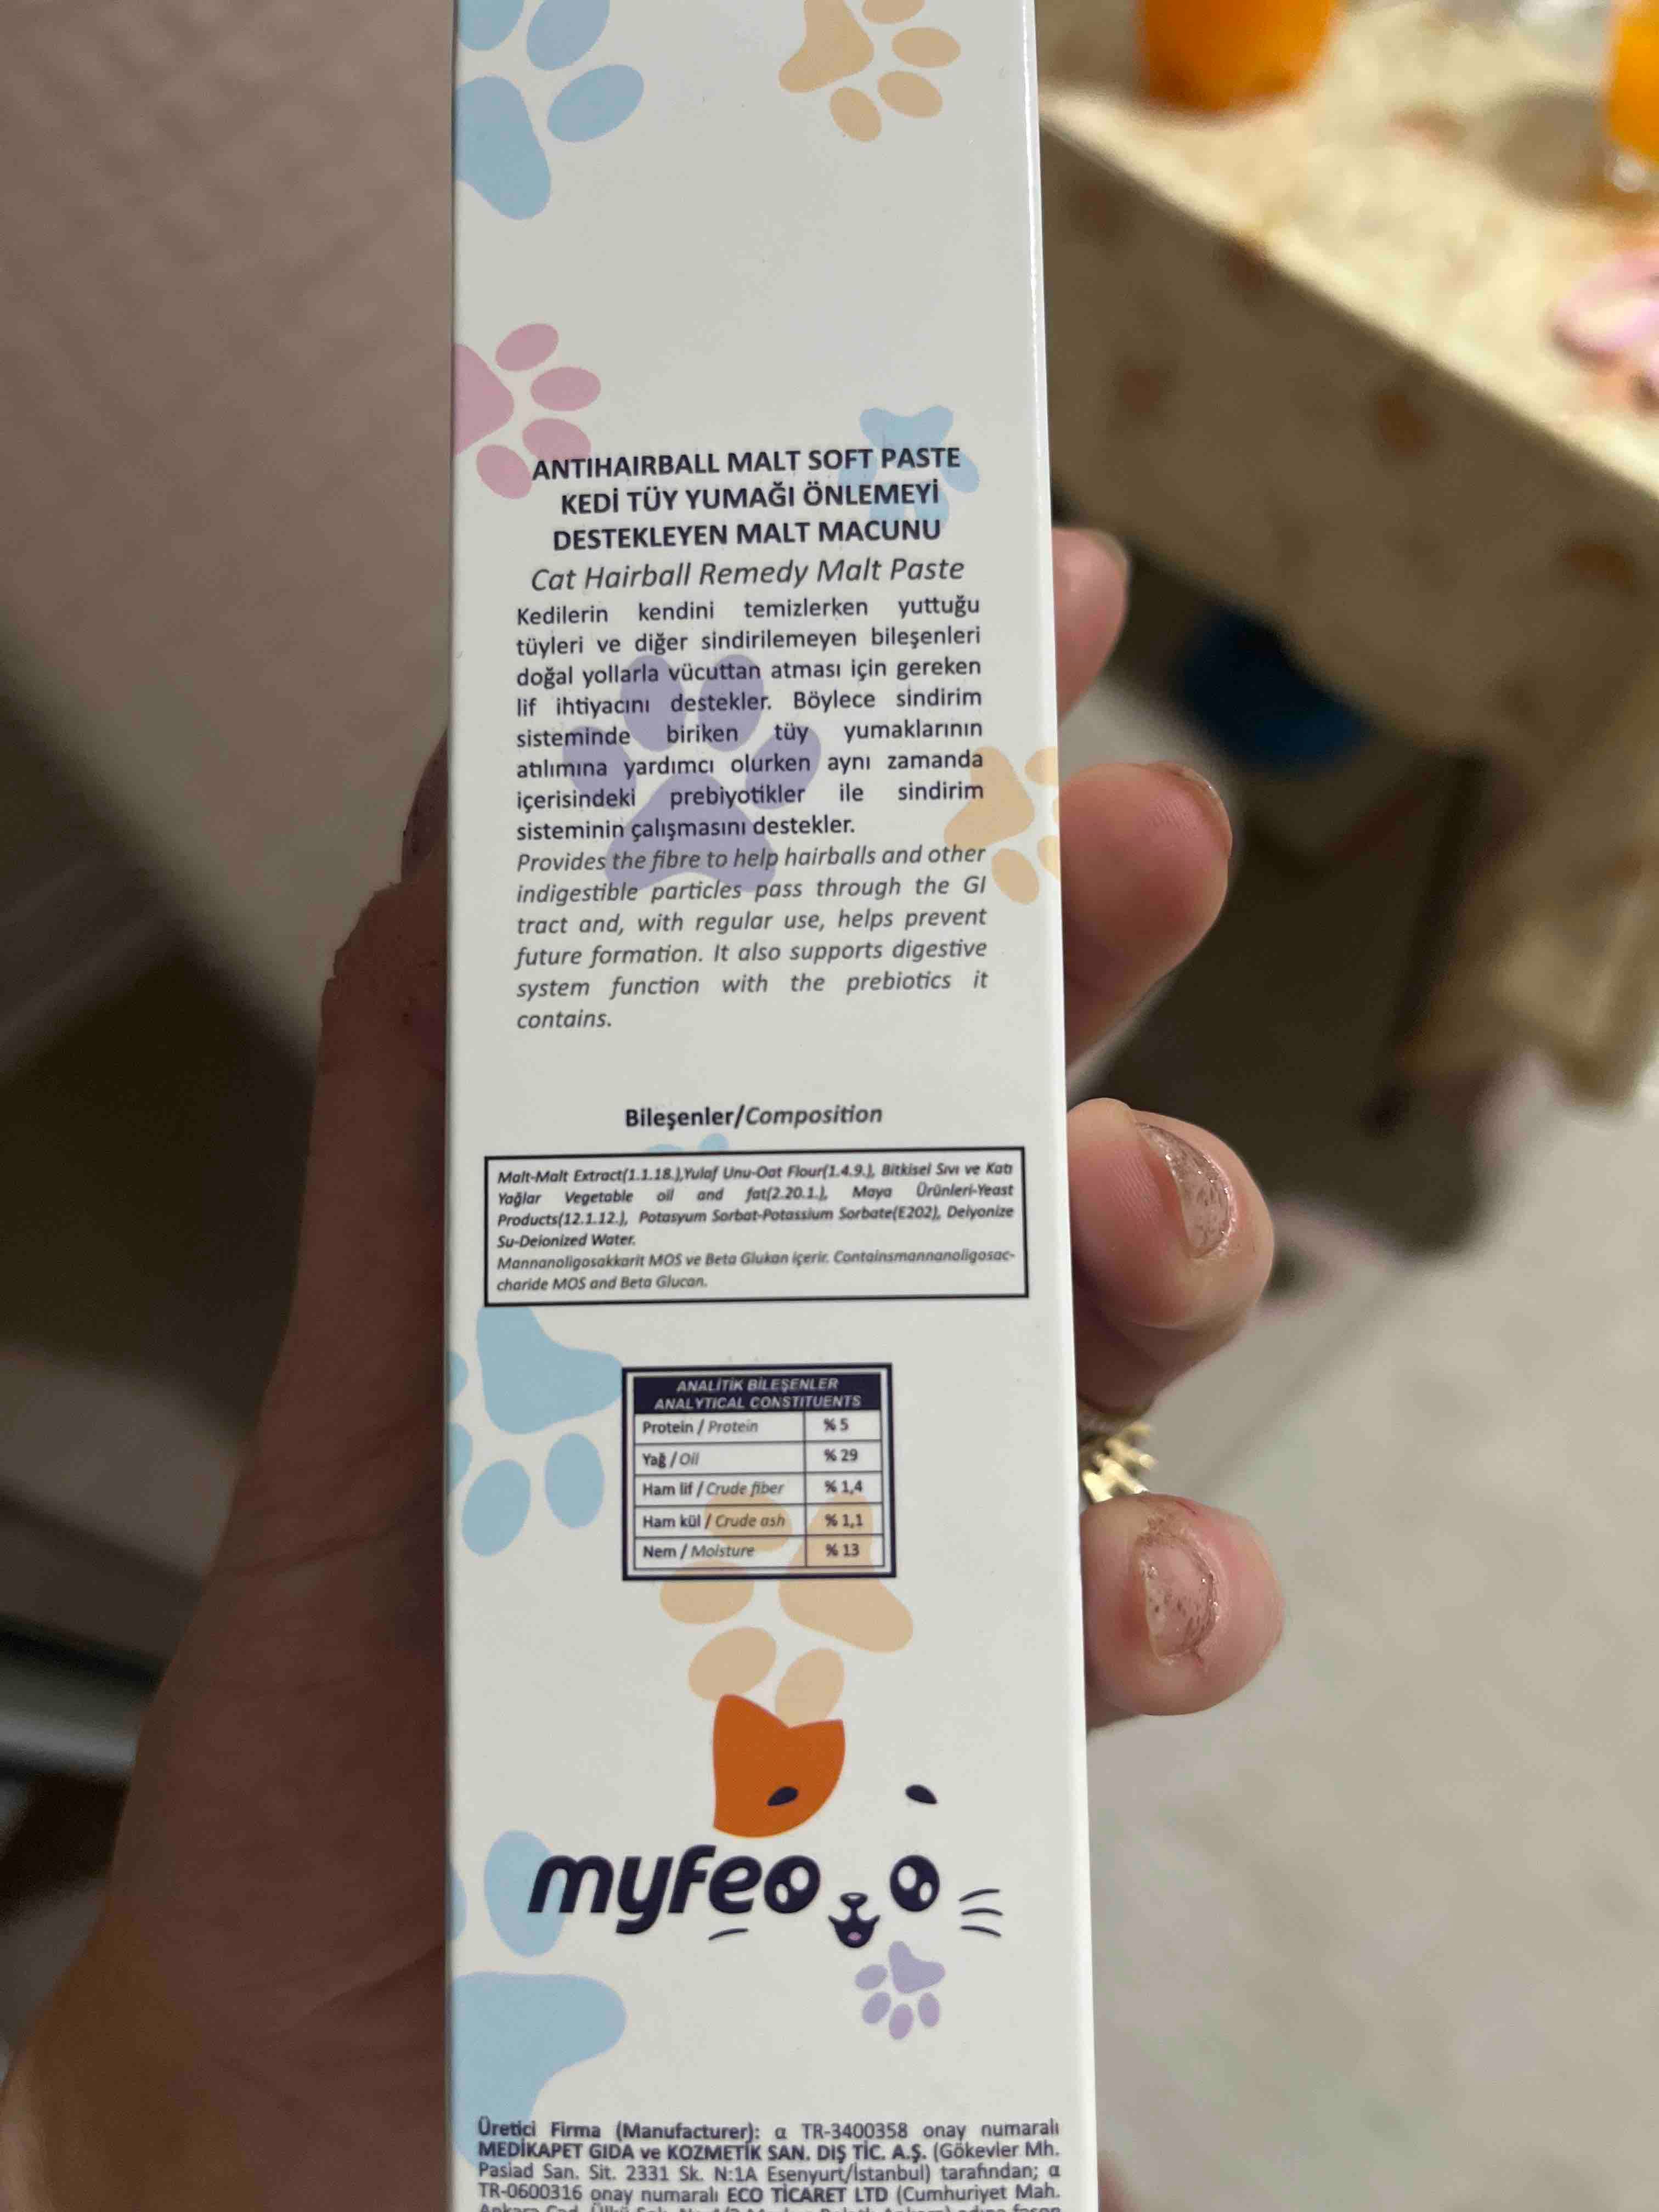 ANTIHAIRBALL MALT SOFT PASTE
KEDİ TÜY YUMAĞI ÖNLEMEYİ
DESTEKLEYEN MALT MACUNU
Cat Hairball Remedy Malt Paste
Kedilerin kendini temizlerken yuttuğu
tüyleri ve diğer sindirilemeyen bileşenleri
doğal yollarla vücuttan atması için gereken
lif ihtiyacını destekler. Böylece sindirim
sisteminde biriken tüy yumaklarının
atılımına yardımcı olurken aynı zamanda
içerisindeki prebiyotikler ile sindirim
sisteminin çalışmasını destekler.
Provides the fibre to help hairballs and other
indigestible particles pass through the GI
tract and, with regular use, helps prevent
future formation. It also supports digestive
system function with the prebiotics it
contains.
Bileşenler/Composition
Malt-Malt Extract(1.1.18.),Yulaf Unu-Oat Flour(1.4.9.), Bitkisel Sıvı ve Katı
Yağlar Vegetable oil and fat(2.20.1.), Maya Ürünleri-Yeast
Products(12.1.12.), Potasyum Sorbat-Potassium Sorbate(E202), Deiyonize
Su-Deionized Water.
Mannanoligosakkarit MOS ve Beta Glukan içerir. Containsmannanoligosac-
charide MOS and Beta Glucan.
ANALİTİK BİLEŞENLER
ANALYTICAL CONSTITUENTS
Protein / Protein % 5
Yağ / Oil % 29
Ham lif / Crude fiber % 1,4
Ham kül / Crude ash % 1,1
Nem / Moisture % 13
myfeo
Üretici Firma (Manufacturer): α TR-3400358 onay numaralı
MEDİKAPET GIDA ve KOZMETİK SAN. DIŞ TİC. A.Ş. (Gökevler Mh.
Pasiad San. Sit. 2331 Sk. N:1A Esenyurt/İstanbul) tarafından; α
TR-0600316 onay numaralı ECO TİCARET LTD (Cumhuriyet Mah.